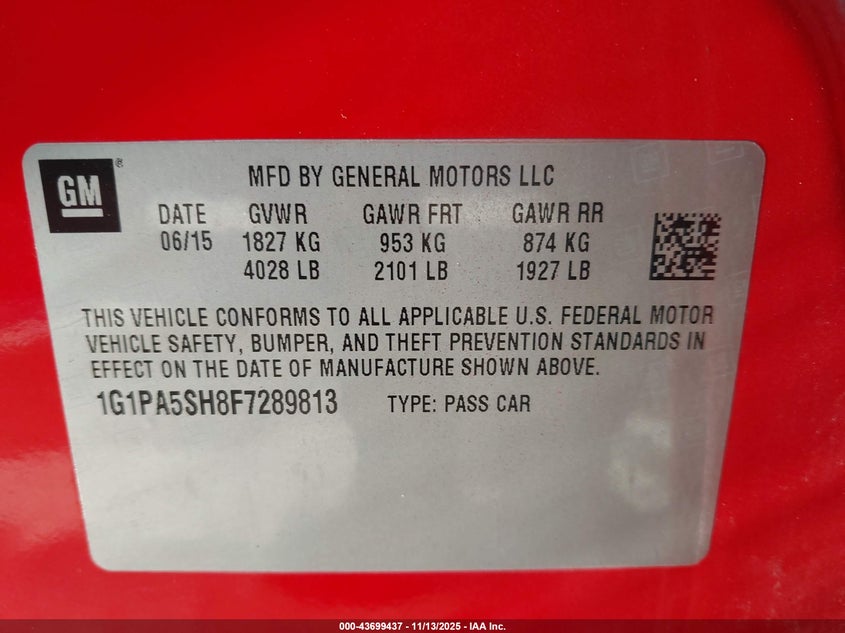 GM®
MFD BY GENERAL MOTORS LLC
DATE GVWR GAWR FRT GAWR RR
06/15 1827 KG 953 KG 874 KG
4028 LB 2101 LB 1927 LB
THIS VEHICLE CONFORMS TO ALL APPLICABLE U.S. FEDERAL MOTOR
VEHICLE SAFETY, BUMPER, AND THEFT PREVENTION STANDARDS IN
EFFECT ON THE DATE OF MANUFACTURE SHOWN ABOVE.
1G1PA5SH8F7289813 TYPE: PASS CAR
000-43699437 - 11/13/2025 - IAA Inc.